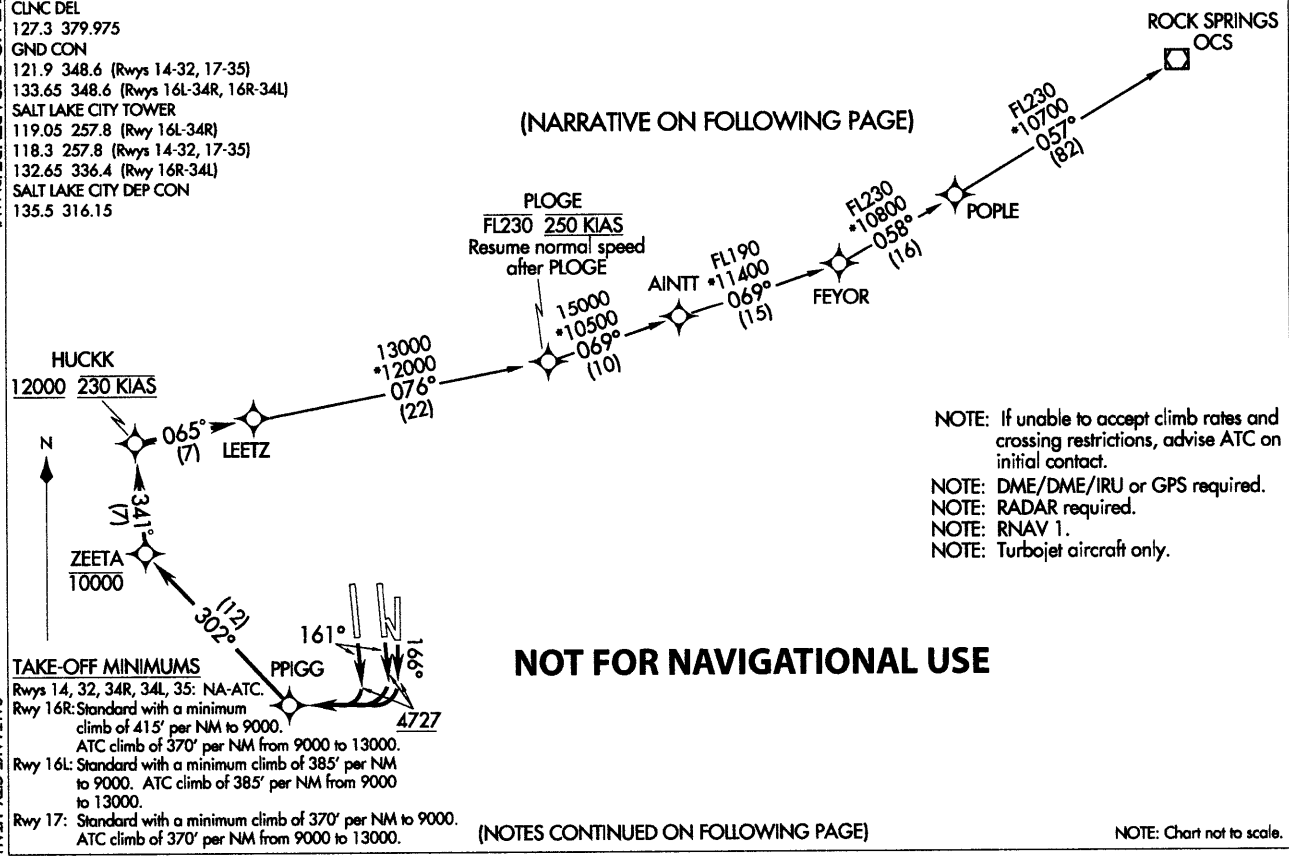 CLNC DEL
127.3 379.975
GND CON
121.9 348.6 (Rwys 14-32, 17-35)
133.65 348.6 (Rwys 16L-34R, 16R-34L)
SALT LAKE CITY TOWER
119.05 257.8 (Rwy 16L-34R)
118.3 257.8 (Rwys 14-32, 17-35)
132.65 336.4 (Rwy 16R-34L)
SALT LAKE CITY DEP CON
135.5 316.15
(NARRATIVE ON FOLLOWING PAGE)
ROCK SPRINGS
OCS
FL230
*10700
057°
(82)
POPLE
FL230
*10800
058°
(16)
FEYOR
FL190
*11400
069°
(15)
AINTT
15000
*10500
069°
(10)
PLOGE
FL230 250 KIAS
Resume normal speed
after PLOGE
13000
*12000
076°
(22)
LEETZ
065°
(7)
HUCKK
12000 230 KIAS
N
341°
(7)
ZEETA
10000
(12)
302°
PPIGG
161°
166°
4727
NOTE: If unable to accept climb rates and
crossing restrictions, advise ATC on
initial contact.
NOTE: DME/DME/IRU or GPS required.
NOTE: RADAR required.
NOTE: RNAV 1.
NOTE: Turbojet aircraft only.
NOT FOR NAVIGATIONAL USE
TAKE-OFF MINIMUMS
Rwys 14, 32, 34R, 34L, 35: NA-ATC.
Rwy 16R: Standard with a minimum
climb of 415' per NM to 9000.
ATC climb of 370' per NM from 9000 to 13000.
Rwy 16L: Standard with a minimum climb of 385' per NM
to 9000. ATC climb of 385' per NM from 9000
to 13000.
Rwy 17: Standard with a minimum climb of 370' per NM to 9000.
ATC climb of 370' per NM from 9000 to 13000.
(NOTES CONTINUED ON FOLLOWING PAGE)
NOTE: Chart not to scale.